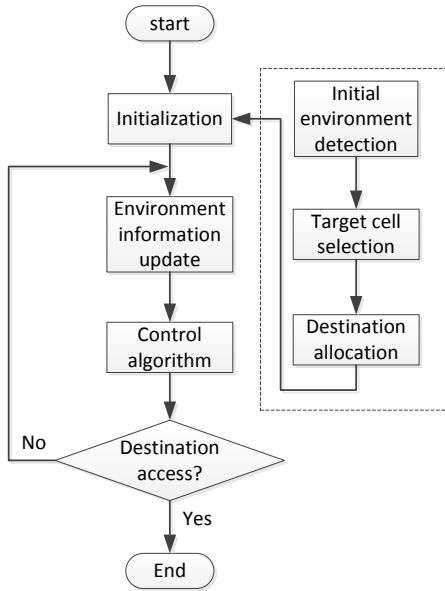 start
Initialization
Environment
information
update
Control
algorithm
Destination
access?
No
Yes
End
Initial
environment
detection
Target cell
selection
Destination
allocation